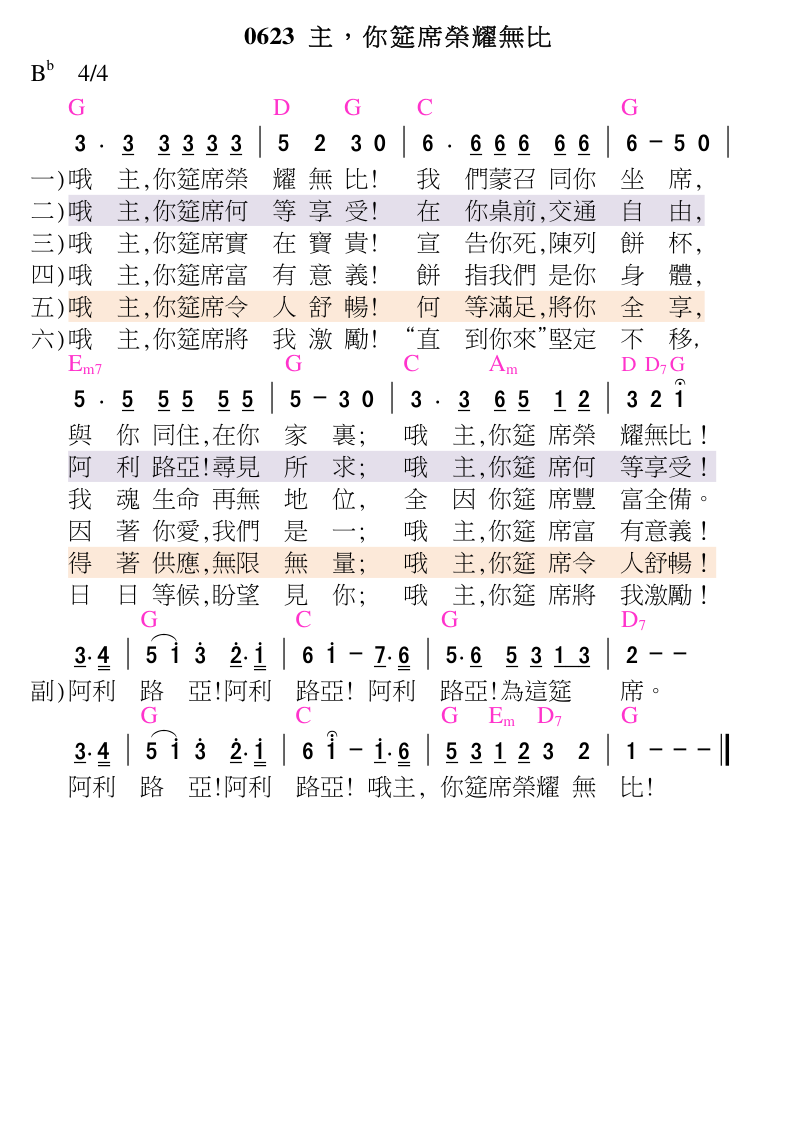 0623 主，你筵席榮耀無比
Bb 4/4
G D G C G
3 · 3 3 3 3 3 | 5 2 3 0 | 6 · 6 6 6 6 6 | 6 - 5 0 |
一)哦 主,你筵席榮 耀 無 比! 我 們蒙召 同你 坐 席,
二)哦 主,你筵席何 等 享 受! 在 你桌前,交通 自 由,
三)哦 主,你筵席實 在 寶 貴! 宣 告你死,陳列 餅 杯,
四)哦 主,你筵席富 有 意 義! 餅 指我們 是你 身 體,
五)哦 主,你筵席令 人 舒 暢! 何 等滿足,將你 全 享,
六)哦 主,你筵席將 我 激 勵! “直 到你來”堅定 不 移,
Em7 G C Am D D7 G
5 · 5 5 5 5 5 | 5 - 3 0 | 3 · 3 6 5 1 2 | 3 2 1̇
與 你 同住,在你 家 裏; 哦 主,你筵 席榮 耀無比！
阿 利 路亞!尋見 所 求; 哦 主,你筵 席何 等享受！
我 魂 生命 再無 地 位, 全 因 你筵 席豐 富全備。
因 著 你愛,我們 是 一; 哦 主,你筵 席富 有意義！
得 著 供應,無限 無 量; 哦 主,你筵 席令 人舒暢！
日 日 等候,盼望 見 你; 哦 主,你筵 席將 我激勵！
G C G D7
3·4 | 5 1̇ 3̇ 2̇·1̇ | 6 1̇ - 7·6 | 5·6 5 3 1 3 | 2 - -
副)阿利 路 亞!阿利 路亞! 阿利 路亞!為這筵 席。
G C G Em D7 G
3·4 | 5 1̇ 3̇ 2̇·1̇ | 6 1̇ - 1̇·6 | 5 3 1 2 3 2 | 1 - - - ‖
阿利 路 亞!阿利 路亞! 哦主, 你筵席榮耀 無 比!